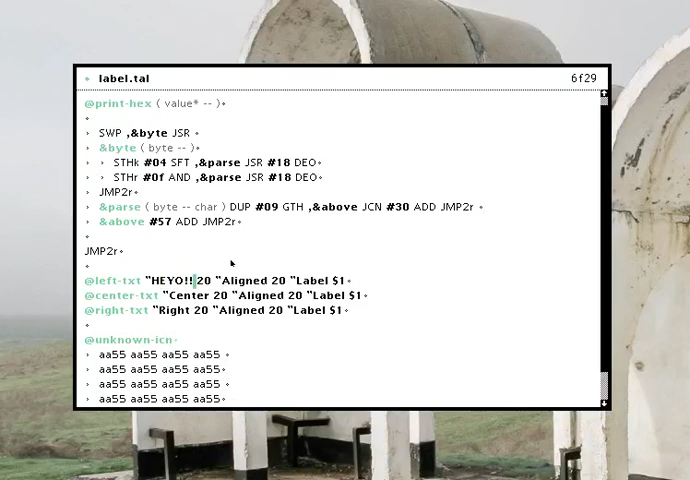 label.tal 6f29
@print-hex ( value* -- )
SWP ,&byte JSR
&byte ( byte -- )
STHk #04 SFT ,&parse JSR #18 DEO
STHr #0f AND ,&parse JSR #18 DEO
JMP2r
&parse ( byte -- char ) DUP #09 GTH ,&above JCN #30 ADD JMP2r
&above #57 ADD JMP2r
JMP2r
@left-txt "HEYO!! 20 "Aligned 20 "Label $1
@center-txt "Center 20 "Aligned 20 "Label $1
@right-txt "Right 20 "Aligned 20 "Label $1
@unknown-icn
aa55 aa55 aa55 aa55
aa55 aa55 aa55 aa55
aa55 aa55 aa55 aa55
aa55 aa55 aa55 aa55